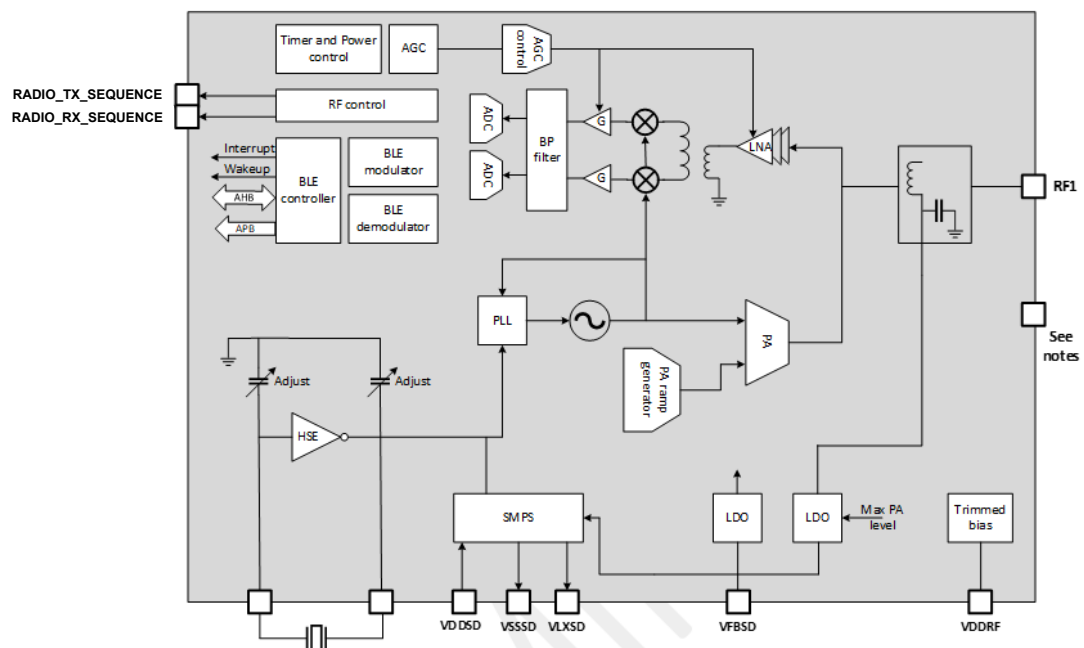 Timer and Power
control
AGC
AGC
control
RADIO_TX_SEQUENCE
RADIO_RX_SEQUENCE
RF control
ADC
ADC
BP
filter
G
G
LNA
Interrupt
Wakeup
AHB
APB
BLE
controller
BLE
modulator
BLE
demodulator
RF1
PLL
PA
PA ramp
generator
See
notes
Adjust
Adjust
HSE
SMPS
LDO
LDO
Max PA
level
Trimmed
bias
VDDSD
VSSSD
VLXSD
VFBSD
VDDRF